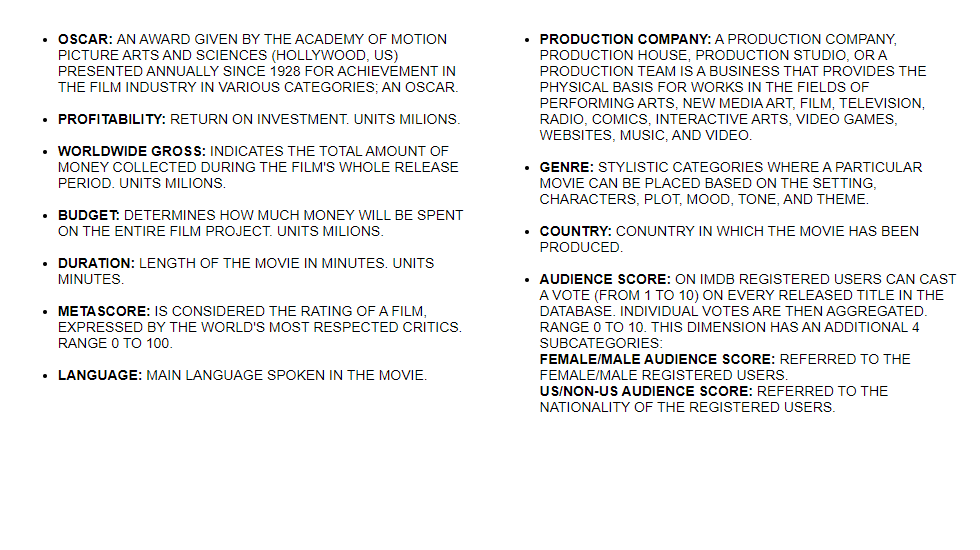 • OSCAR: AN AWARD GIVEN BY THE ACADEMY OF MOTION
PICTURE ARTS AND SCIENCES (HOLLYWOOD, US)
PRESENTED ANNUALLY SINCE 1928 FOR ACHIEVEMENT IN
THE FILM INDUSTRY IN VARIOUS CATEGORIES; AN OSCAR.
• PROFITABILITY: RETURN ON INVESTMENT. UNITS MILIONS.
• WORLDWIDE GROSS: INDICATES THE TOTAL AMOUNT OF
MONEY COLLECTED DURING THE FILM'S WHOLE RELEASE
PERIOD. UNITS MILIONS.
• BUDGET: DETERMINES HOW MUCH MONEY WILL BE SPENT
ON THE ENTIRE FILM PROJECT. UNITS MILIONS.
• DURATION: LENGTH OF THE MOVIE IN MINUTES. UNITS
MINUTES.
• METASCORE: IS CONSIDERED THE RATING OF A FILM,
EXPRESSED BY THE WORLD'S MOST RESPECTED CRITICS.
RANGE 0 TO 100.
• LANGUAGE: MAIN LANGUAGE SPOKEN IN THE MOVIE.
• PRODUCTION COMPANY: A PRODUCTION COMPANY,
PRODUCTION HOUSE, PRODUCTION STUDIO, OR A
PRODUCTION TEAM IS A BUSINESS THAT PROVIDES THE
PHYSICAL BASIS FOR WORKS IN THE FIELDS OF
PERFORMING ARTS, NEW MEDIA ART, FILM, TELEVISION,
RADIO, COMICS, INTERACTIVE ARTS, VIDEO GAMES,
WEBSITES, MUSIC, AND VIDEO.
• GENRE: STYLISTIC CATEGORIES WHERE A PARTICULAR
MOVIE CAN BE PLACED BASED ON THE SETTING,
CHARACTERS, PLOT, MOOD, TONE, AND THEME.
• COUNTRY: CONUNTRY IN WHICH THE MOVIE HAS BEEN
PRODUCED.
• AUDIENCE SCORE: ON IMDB REGISTERED USERS CAN CAST
A VOTE (FROM 1 TO 10) ON EVERY RELEASED TITLE IN THE
DATABASE. INDIVIDUAL VOTES ARE THEN AGGREGATED.
RANGE 0 TO 10. THIS DIMENSION HAS AN ADDITIONAL 4
SUBCATEGORIES:
FEMALE/MALE AUDIENCE SCORE: REFERRED TO THE
FEMALE/MALE REGISTERED USERS.
US/NON-US AUDIENCE SCORE: REFERRED TO THE
NATIONALITY OF THE REGISTERED USERS.